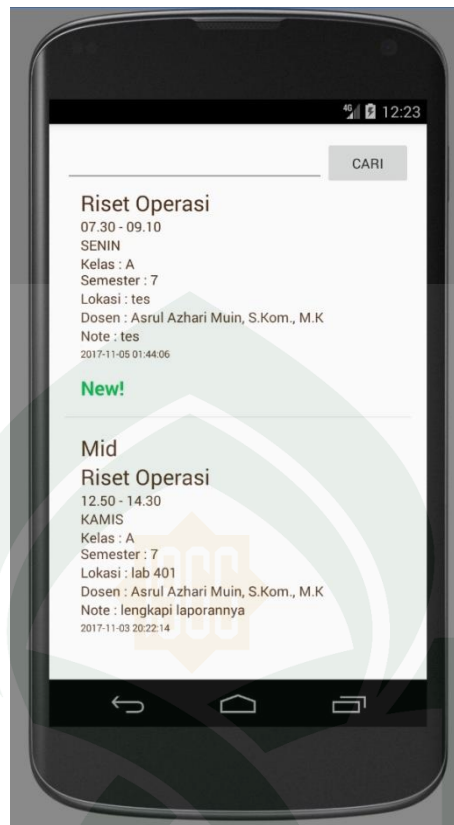 4G 12:23
CARI
Riset Operasi
07.30 - 09.10
SENIN
Kelas : A
Semester : 7
Lokasi : tes
Dosen : Asrul Azhari Muin, S.Kom., M.K
Note : tes
2017-11-05 01:44:06
New!
Mid
Riset Operasi
12.50 - 14.30
KAMIS
Kelas : A
Semester : 7
Lokasi : lab 401
Dosen : Asrul Azhari Muin, S.Kom., M.K
Note : lengkapi laporannya
2017-11-03 20:22:14